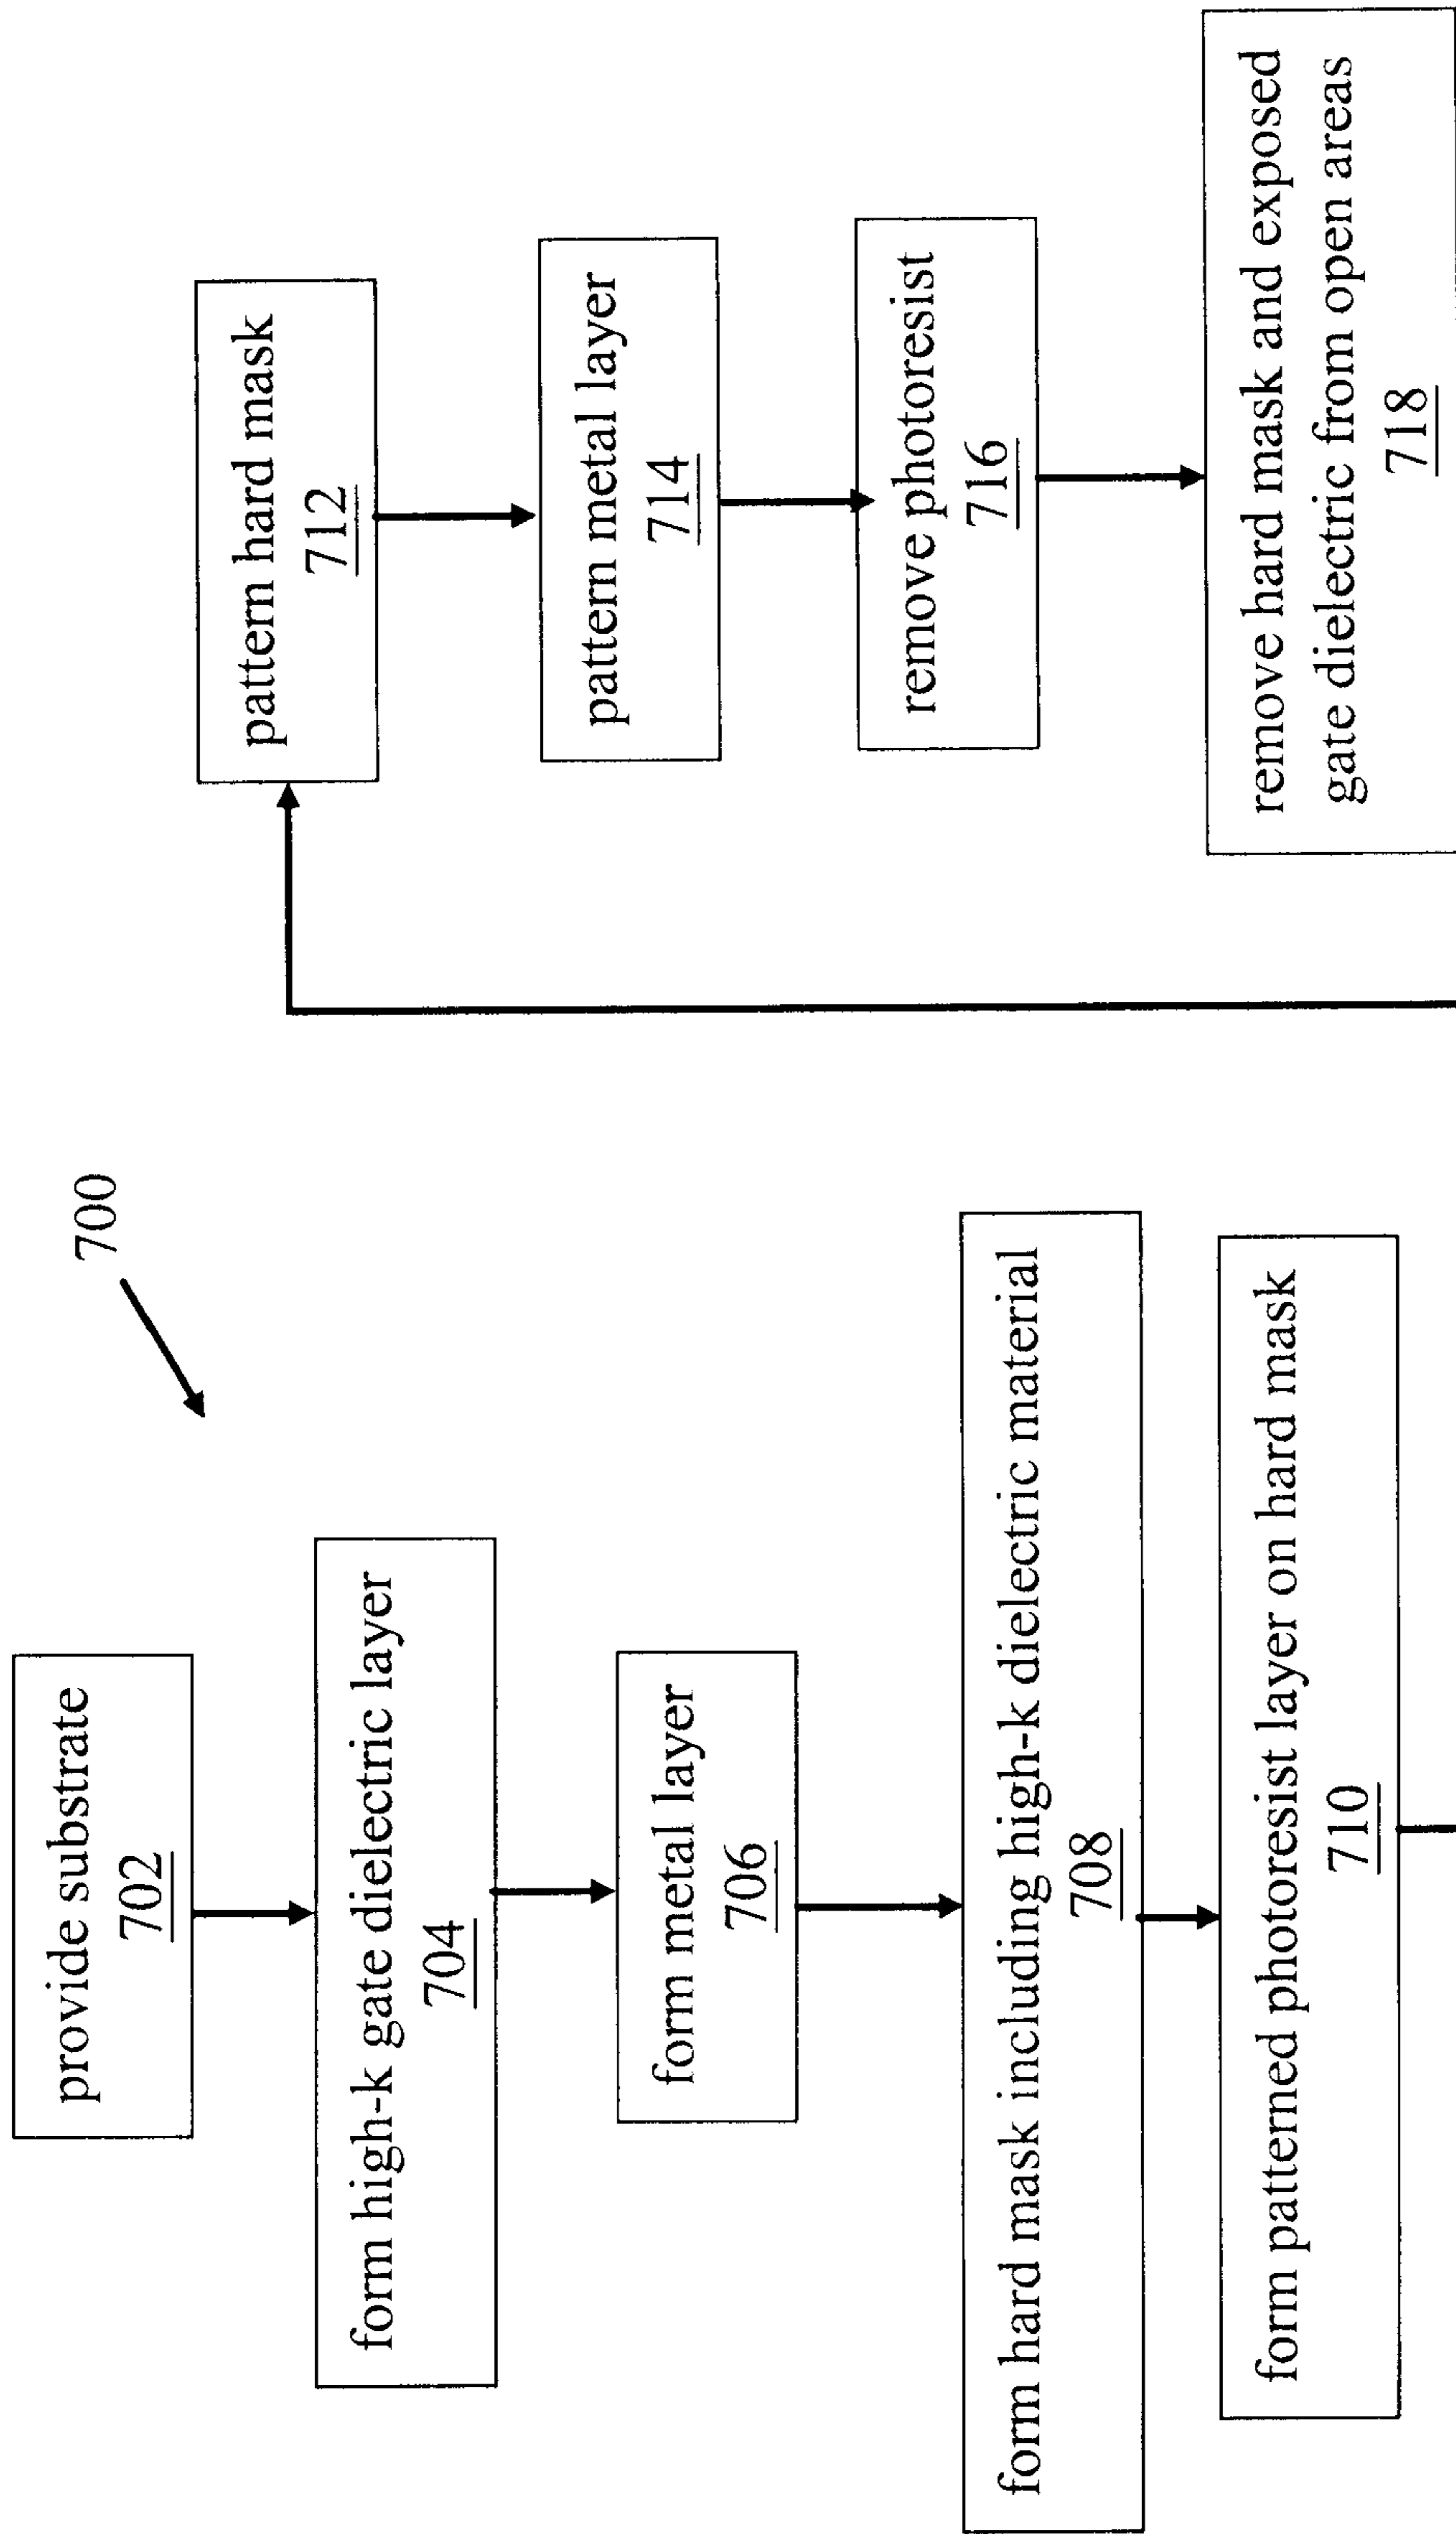 700
provide substrate
702
form high-k gate dielectric layer
704
form metal layer
706
form hard mask including high-k dielectric material
708
form patterned photoresist layer on hard mask
710
pattern hard mask
712
pattern metal layer
714
remove photoresist
716
remove hard mask and exposed
gate dielectric from open areas
718